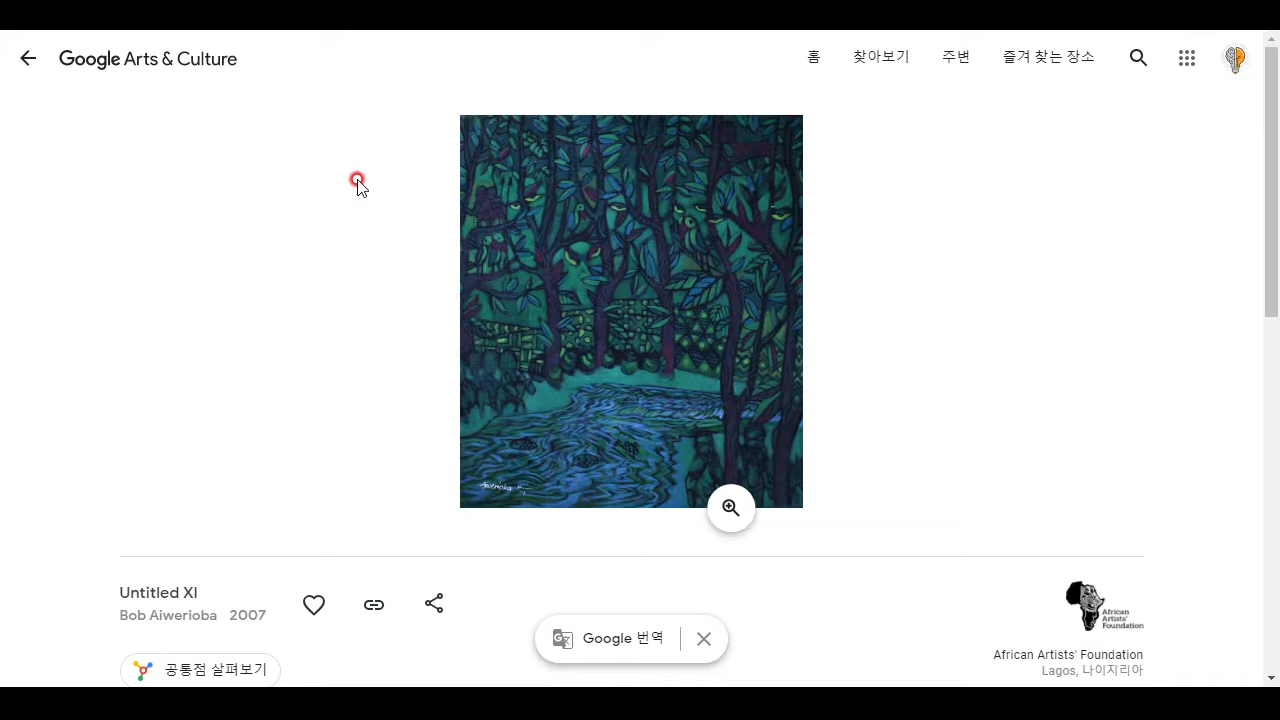 Google Arts & Culture
홈 찾아보기 주변 즐겨 찾는 장소
Untitled XI
Bob Aiwerioba 2007
African
Artists'
Foundation
Google 번역
African Artists' Foundation
Lagos, 나이지리아
공통점 살펴보기